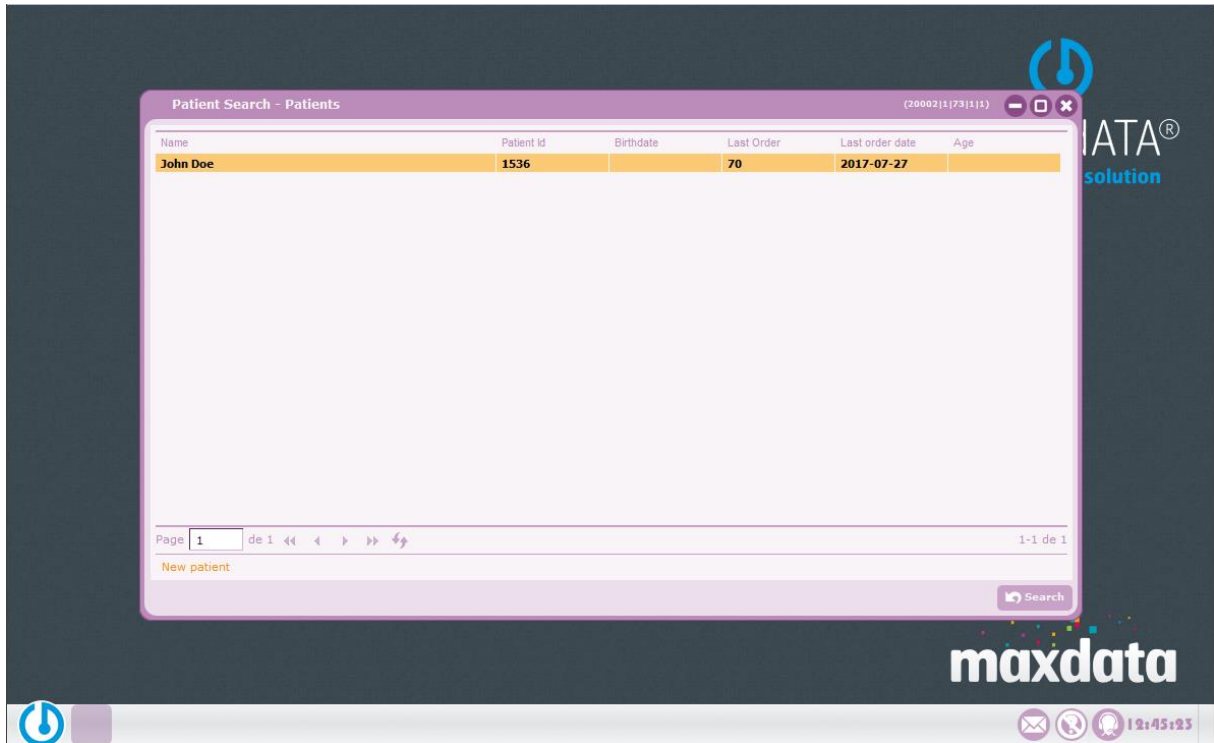 Patient Search - Patients (20002|1|73|1|1)
DATA®
solution
Name Patient Id Birthdate Last Order Last order date Age
John Doe 1536 70 2017-07-27
Page 1 de 1 1-1 de 1
New patient
Search
maxdata
12:45:23